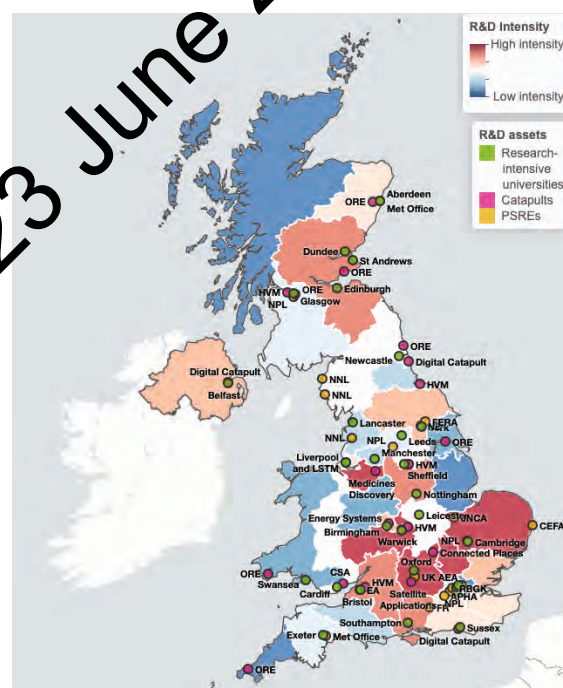 23 June 2
R&D Intensity
High intensity
Low intensity
R&D assets
Research-
intensive
universities
Catapults
PSREs
Aberdeen
ORE
Met Office
Dundee
St Andrews
ORE
HVM
ORE
Edinburgh
NPL
Glasgow
ORE
Newcastle
Digital Catapult
Digital Catapult
Belfast
NNL
HVM
NNL
Lancaster
FERA
NNL
NPL
Leeds
ORE
Manchester
Liverpool
and LSTM
HVM
Sheffield
Medicines
Discovery
Nottingham
Energy Systems
Leicester
UNCA
CEFA
Birmingham
HVM
Warwick
NPL
Cambridge
Connected Places
Oxford
ORE
CSA
UK AEA
Swansea
HVM
Satellite
RBGK
Cardiff
EA
Applications
APHA
Bristol
NPL
Southampton
Sussex
Exeter
Met Office
Digital Catapult
ORE